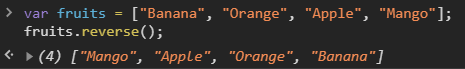 > var fruits = ["Banana", "Orange", "Apple", "Mango"];
fruits.reverse();
<· ▶ (4) ["Mango", "Apple", "Orange", "Banana"]